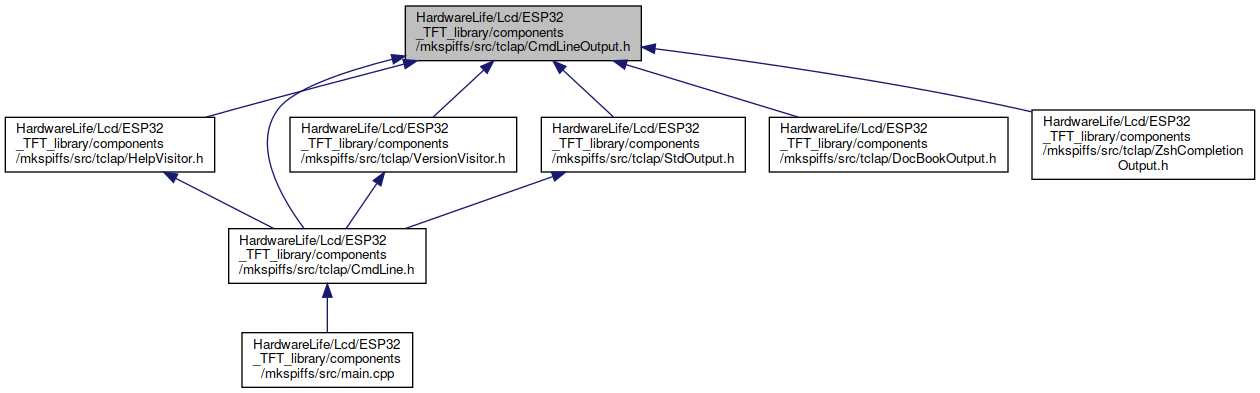 HardwareLife/Lcd/ESP32
_TFT_library/components
/mkspiffs/src/tclap/CmdLineOutput.h
HardwareLife/Lcd/ESP32
_TFT_library/components
/mkspiffs/src/tclap/HelpVisitor.h
HardwareLife/Lcd/ESP32
_TFT_library/components
/mkspiffs/src/tclap/VersionVisitor.h
HardwareLife/Lcd/ESP32
_TFT_library/components
/mkspiffs/src/tclap/StdOutput.h
HardwareLife/Lcd/ESP32
_TFT_library/components
/mkspiffs/src/tclap/DocBookOutput.h
HardwareLife/Lcd/ESP32
_TFT_library/components
/mkspiffs/src/tclap/ZshCompletion
Output.h
HardwareLife/Lcd/ESP32
_TFT_library/components
/mkspiffs/src/tclap/CmdLine.h
HardwareLife/Lcd/ESP32
_TFT_library/components
/mkspiffs/src/main.cpp